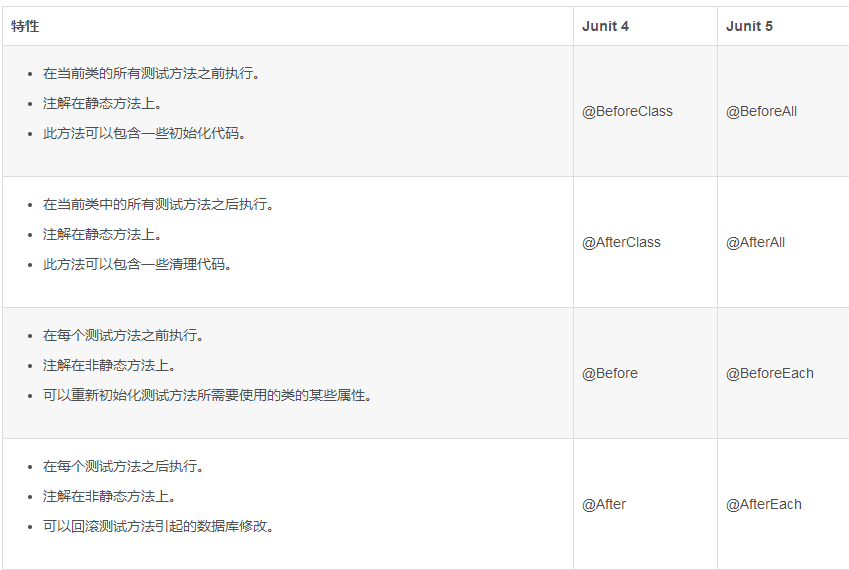 特性 Junit 4 Junit 5
在当前类的所有测试方法之前执行。
注解在静态方法上。
此方法可以包含一些初始化代码。
@BeforeClass @BeforeAll
在当前类中的所有测试方法之后执行。
注解在静态方法上。
此方法可以包含一些清理代码。
@AfterClass @AfterAll
在每个测试方法之前执行。
注解在非静态方法上。
可以重新初始化测试方法所需要使用的类的某些属性。
@Before @BeforeEach
在每个测试方法之后执行。
注解在非静态方法上。
可以回滚测试方法引起的数据库修改。
@After @AfterEach